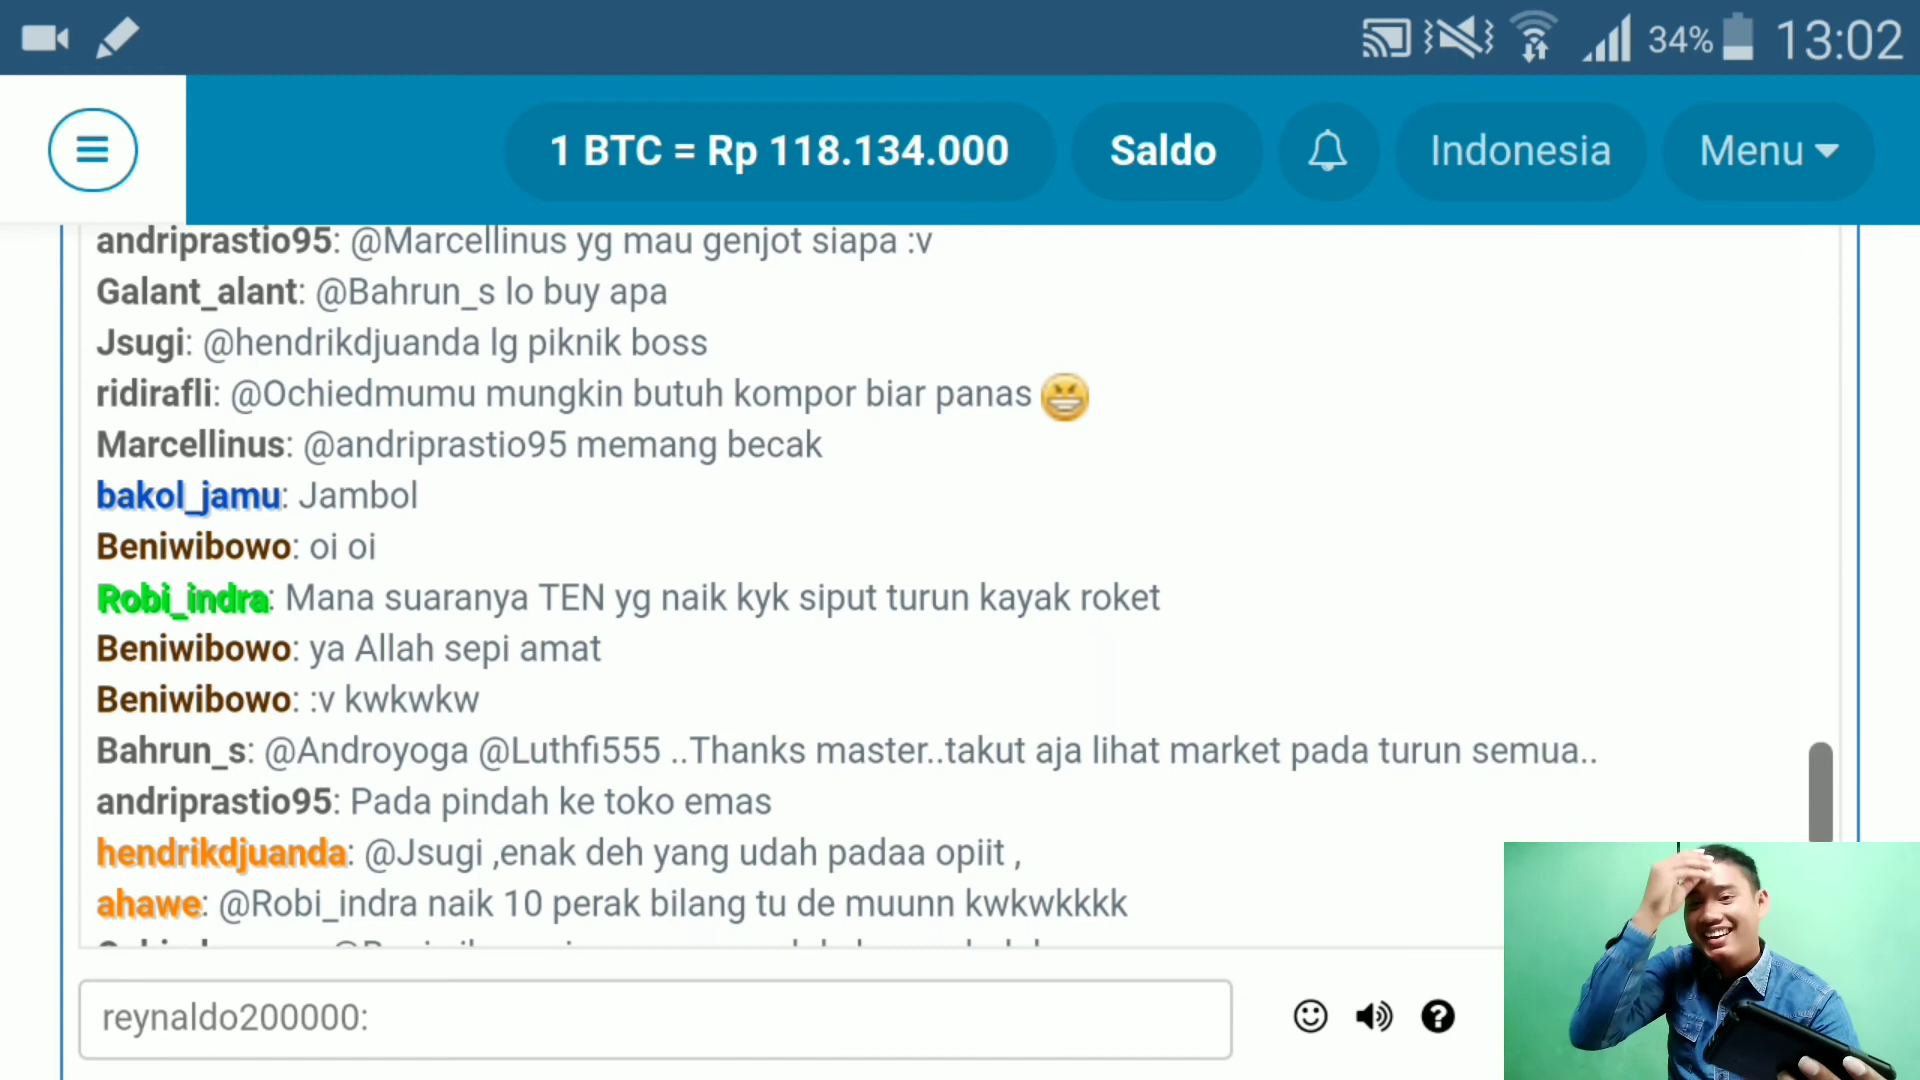 34% 13:02
1 BTC = Rp 118.134.000 Saldo Indonesia Menu
andriprastio95: @Marcellinus yg mau genjot siapa :v
Galant_alant: @Bahrun_s lo buy apa
Jsugi: @hendrikdjuanda lg piknik boss
ridirafli: @Ochiedmumu mungkin butuh kompor biar panas
Marcellinus: @andriprastio95 memang becak
bakol_jamu: Jambol
Beniwibowo: oi oi
Robi_indra: Mana suaranya TEN yg naik kyk siput turun kayak roket
Beniwibowo: ya Allah sepi amat
Beniwibowo: :v kwkwkw
Bahrun_s: @Androyoga @Luthfi555 ..Thanks master..takut aja lihat market pada turun semua..
andriprastio95: Pada pindah ke toko emas
hendrikdjuanda: @Jsugi ,enak deh yang udah padaa opiit ,
ahawe: @Robi_indra naik 10 perak bilang tu de muunn kwkwkkkk
reynaldo200000: